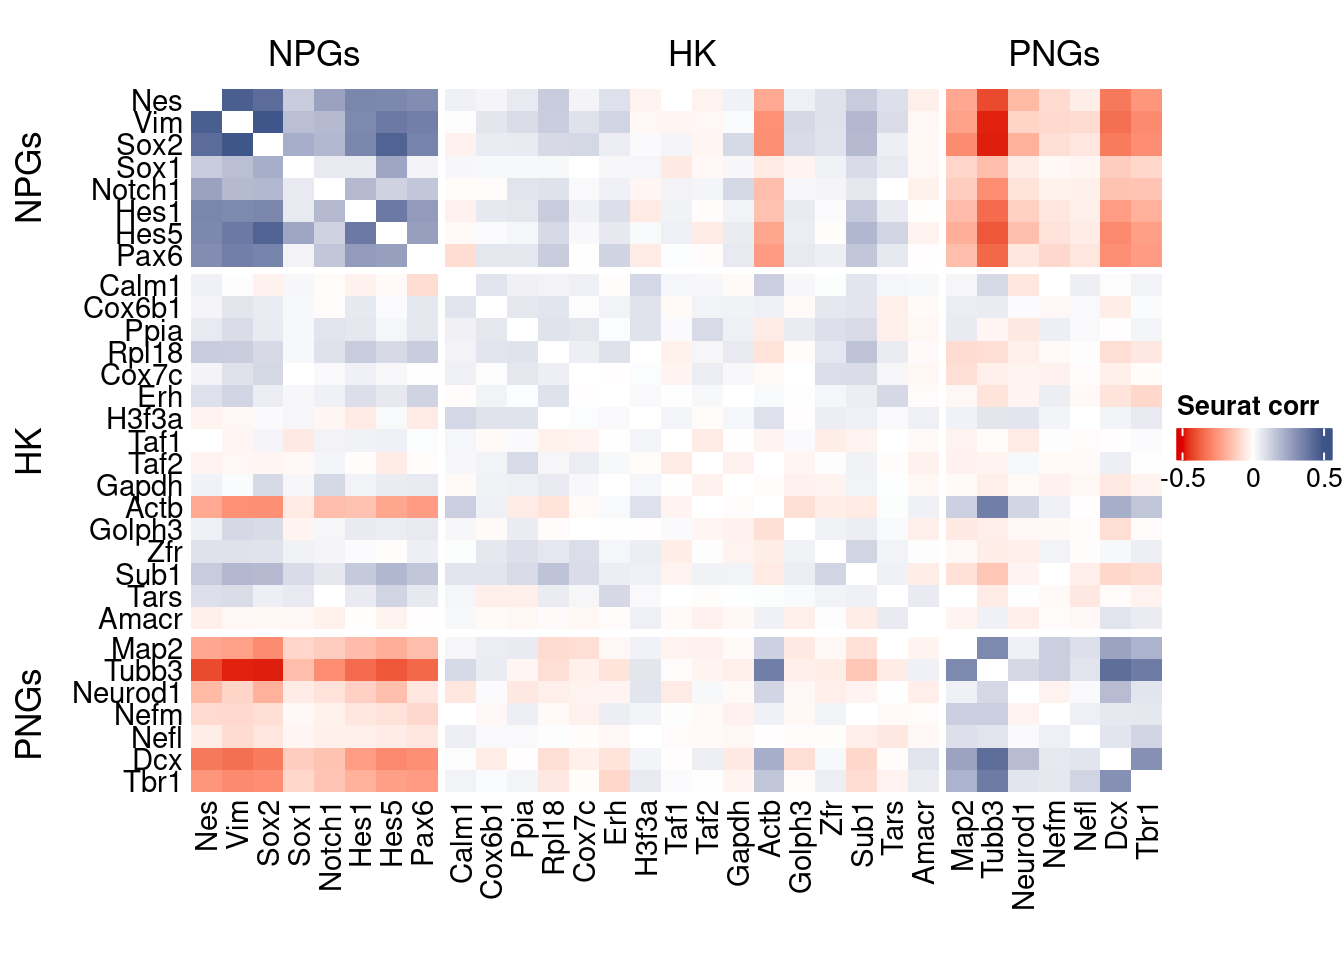 NPGs HK PNGs
NPGs
Nes
Vim
Sox2
Sox1
Notch1
Hes1
Hes5
Pax6
HK
Calm1
Cox6b1
Ppia
Rpl18
Cox7c
Erh
H3f3a
Taf1
Taf2
Gapdh
Actb
Golph3
Zfr
Sub1
Tars
Amacr
PNGs
Map2
Tubb3
Neurod1
Nefm
Nefl
Dcx
Tbr1
Nes Vim Sox2 Sox1 Notch1 Hes1 Hes5 Pax6 Calm1 Cox6b1 Ppia Rpl18 Cox7c Erh H3f3a Taf1 Taf2 Gapdh Actb Golph3 Zfr Sub1 Tars Amacr Map2 Tubb3 Neurod1 Nefm Nefl Dcx Tbr1
Seurat corr
-0.5 0 0.5